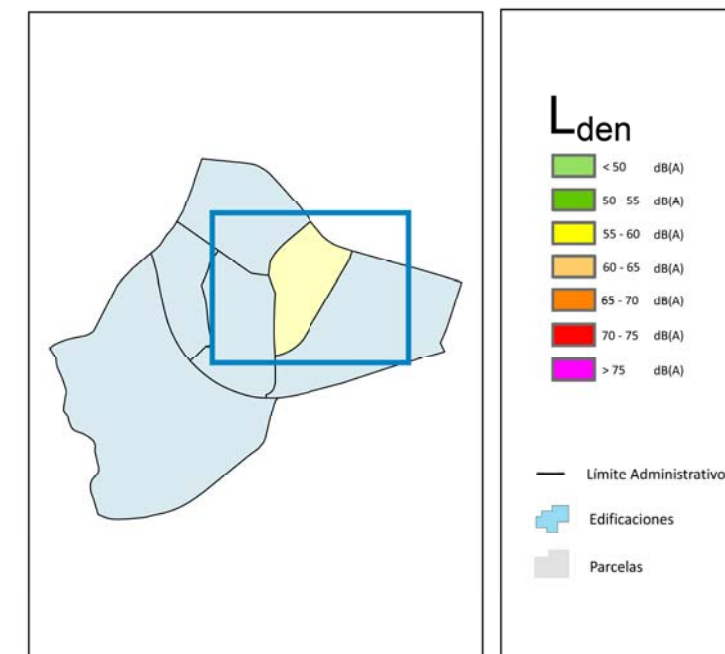 Lden
< 50 dB(A)
50 - 55 dB(A)
55 - 60 dB(A)
60 - 65 dB(A)
65 - 70 dB(A)
70 - 75 dB(A)
> 75 dB(A)
Límite Administrativo
Edificaciones
Parcelas